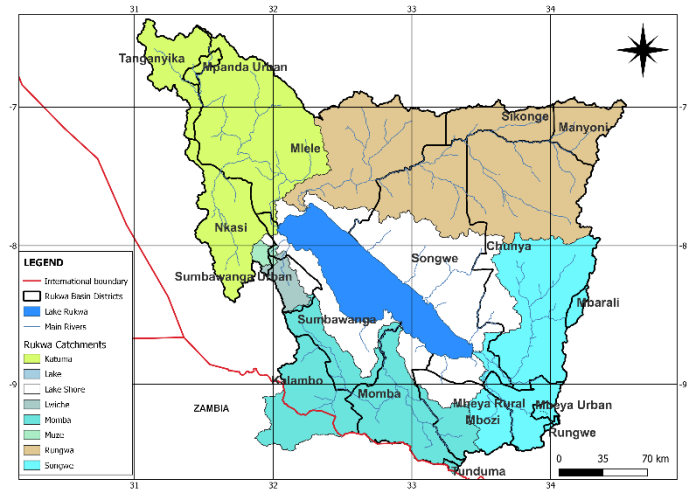 31
32
33
34
Tanganyika
Mpanda Urban
-7
-7
Sikonge
Manyoni
Mlele
Nkasi
-8
-8
Songwe
Chunya
LEGEND
International boundary
Rukwa Basin Districts
Lake Rukwa
Main Rivers
Rukwa Catchments
Katuma
Lake
Lake Shore
Lwiche
Momba
Muze
Rungwa
Songwe
Sumbawanga Urban
Mbarali
Sumbawanga
Kalambo
-9
-9
ZAMBIA
Momba
Mbeya Rural
Mbeya Urban
Mbozi
Rungwe
Tunduma
0 35 70 km
31
32
33
34